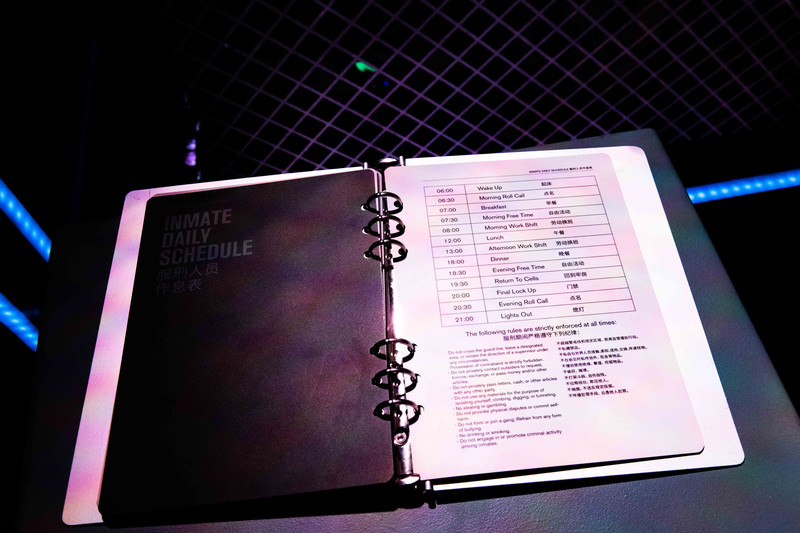 INMATE
DAILY
SCHEDULE
服刑人员
作息表
INMATE DAILY SCHEDULE 服刑人员作息表
06:00 Wake Up 起床
06:30 Morning Roll Call 点名
07:00 Breakfast 早餐
07:30 Morning Free Time 自由活动
08:00 Morning Work Shift 劳动换班
12:00 Lunch 午餐
13:00 Afternoon Work Shift 劳动换班
18:00 Dinner 晚餐
18:30 Evening Free Time 自由活动
19:30 Return To Cells 回到牢房
20:00 Final Lock Up 门禁
20:30 Evening Roll Call 点名
21:00 Lights Out 熄灯
The following rules are strictly enforced at all times:
服刑期间严格遵守下列纪律:
- Do not cross the guard line, leave a designated
area, or violate the direction of a supervisor under
any circumstances.
- Possession of contraband is strictly forbidden.
- Do not privately contact outsiders to request,
borrow, exchange, or pass money and/or other
articles.
- Do not privately pass letters, cash, or other articles
with any other party.
- Do not use any materials for the purpose of
isolating yourself, climbing, digging, or tunneling.
- No stealing or gambling.
- Do not provoke physical disputes or commit self-
harm.
- Do not form or join a gang. Refrain from any form
of bullying.
- No drinking or smoking.
- Do not engage in or promote criminal activity
among inmates.